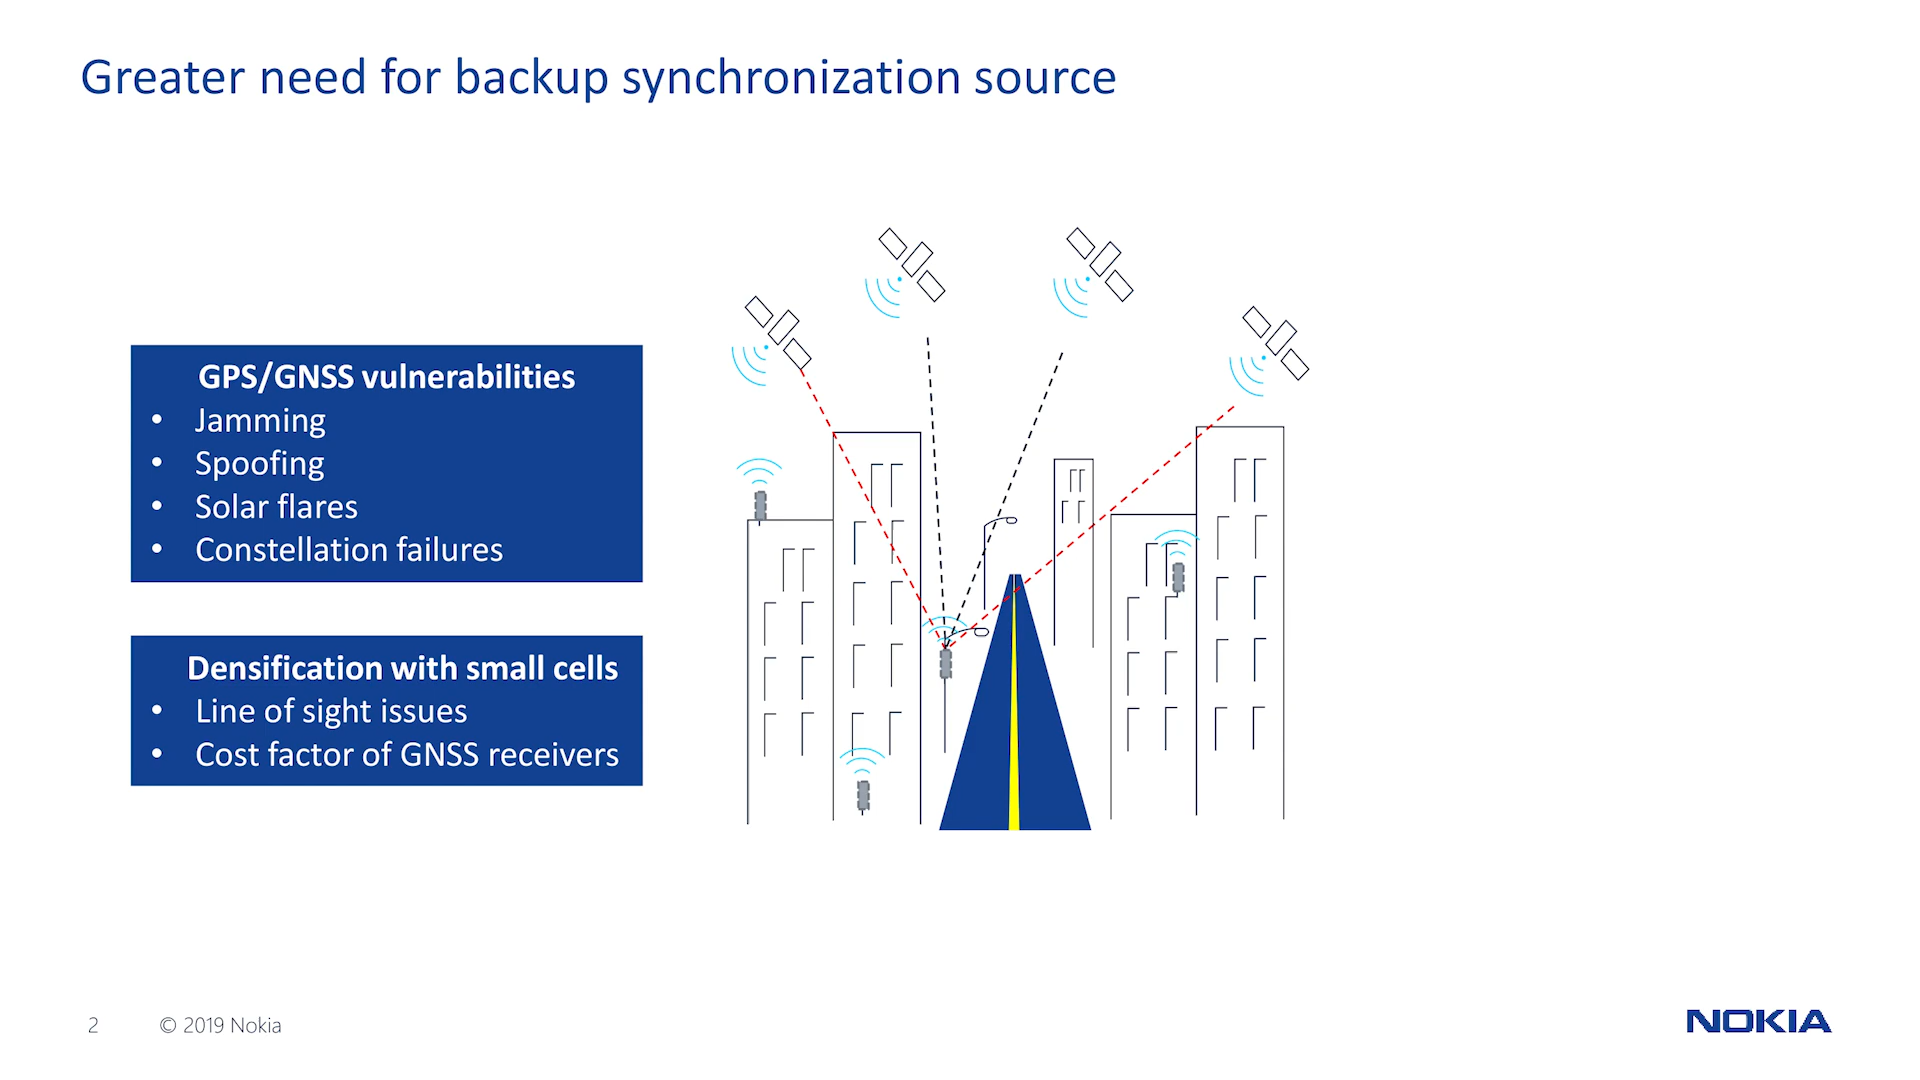 Greater need for backup synchronization source
GPS/GNSS vulnerabilities
• Jamming
• Spoofing
• Solar flares
• Constellation failures
Densification with small cells
• Line of sight issues
• Cost factor of GNSS receivers
2 © 2019 Nokia
NOKIA